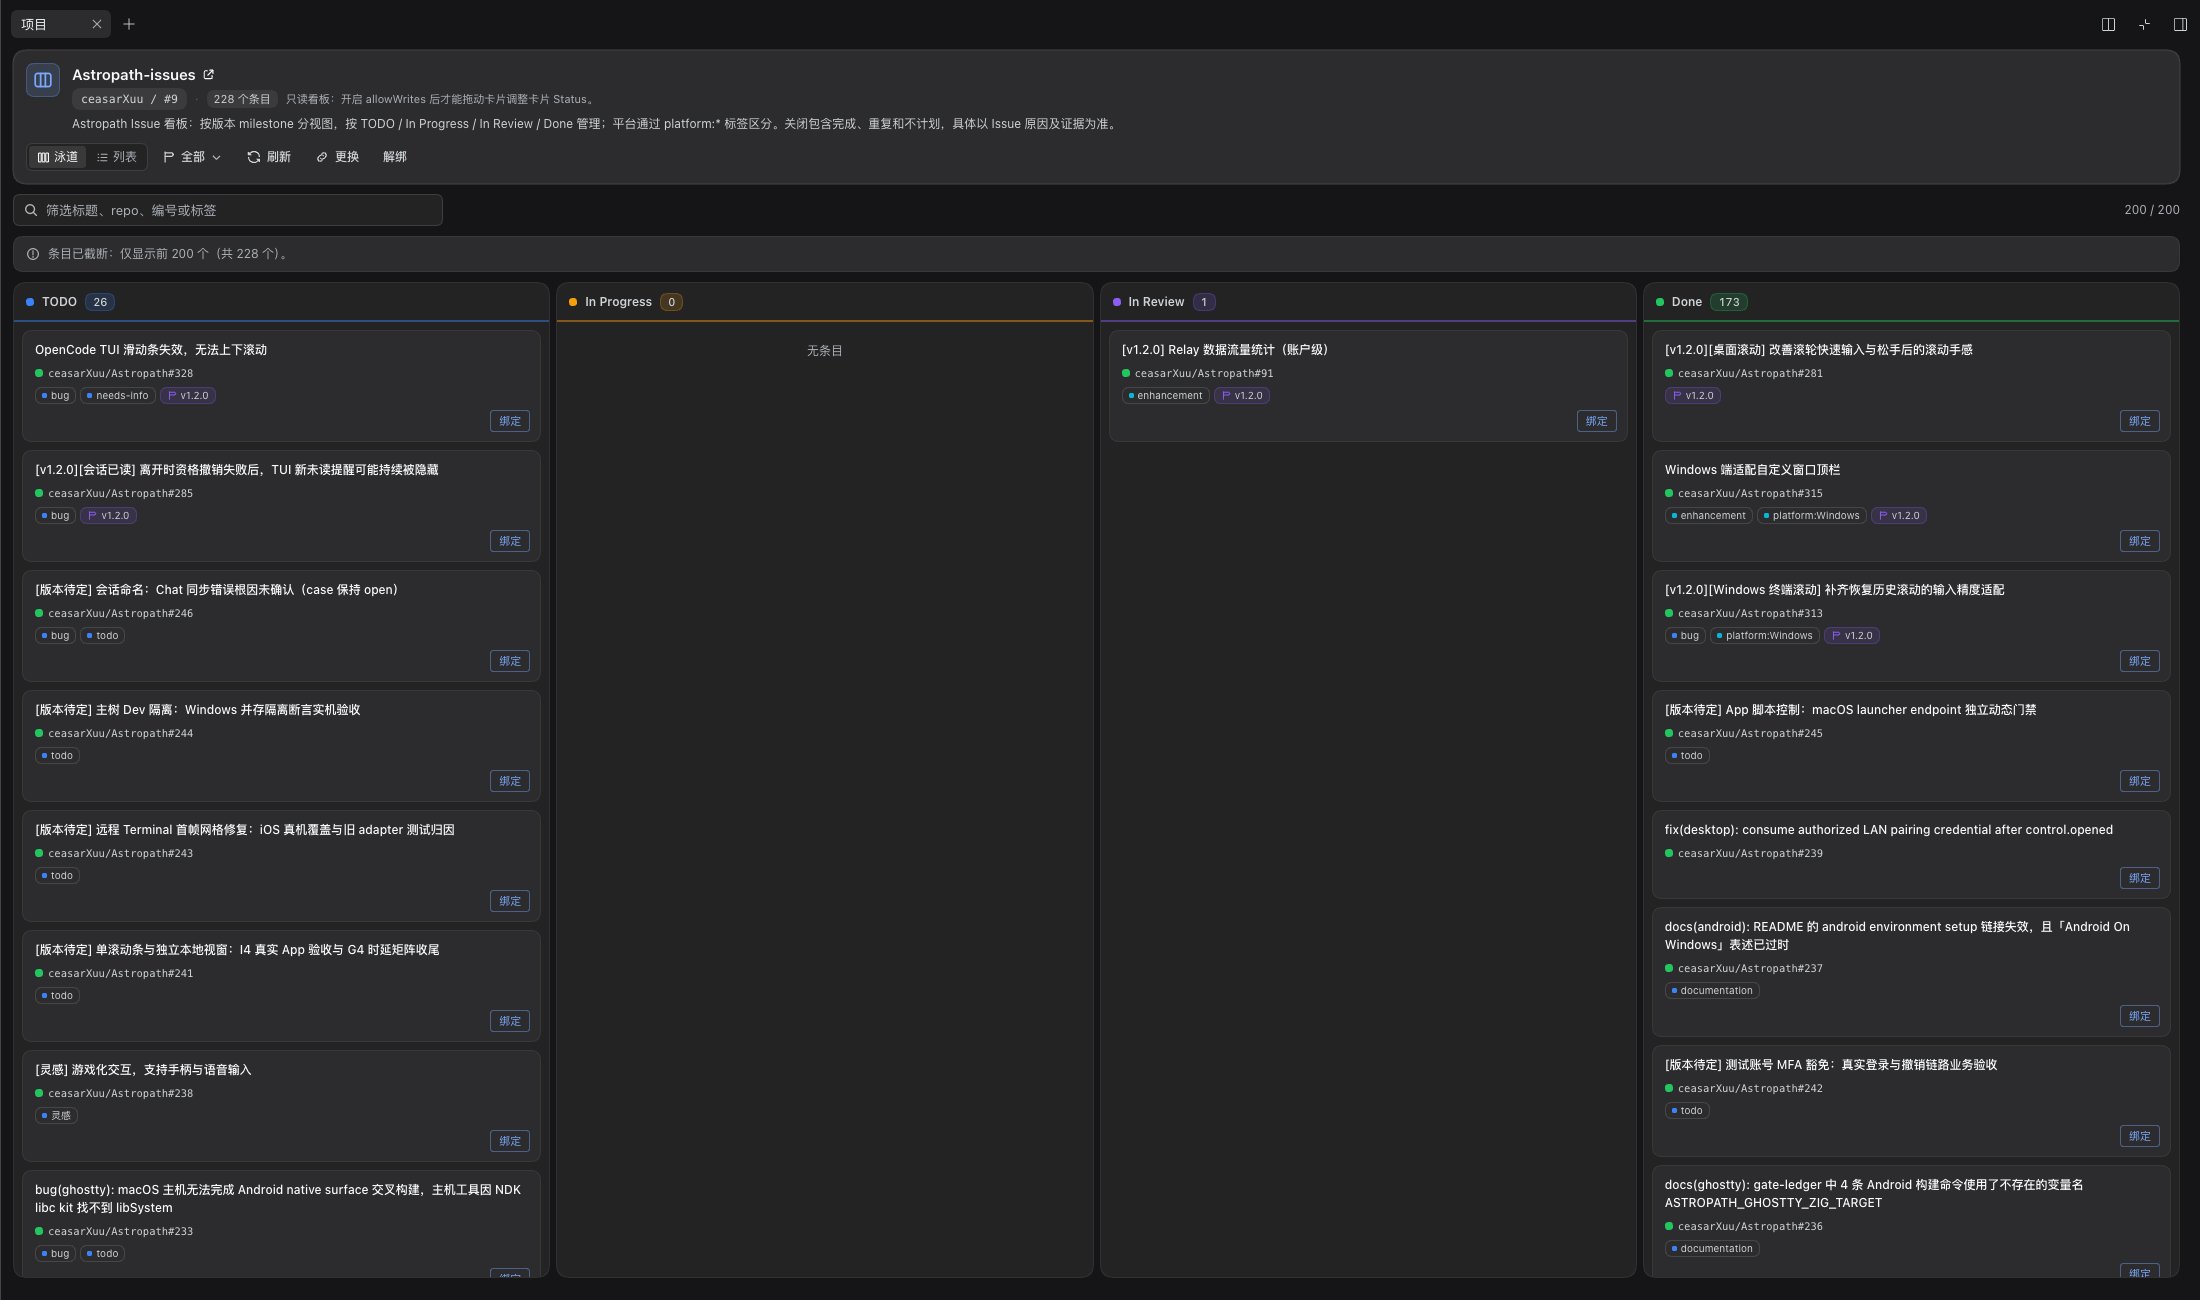 项目
Astropath-issues
ceasarXuu / #9 · 228 个条目 只读看板：开启 allowWrites 后才能拖动卡片调整卡片 Status。
Astropath Issue 看板：按版本 milestone 分视图，按 TODO / In Progress / In Review / Done 管理；平台通过 platform:* 标签区分。关闭包含完成、重复和不计划，具体以 Issue 原因及证据为准。
泳道 列表 全部 刷新 更换 解绑
筛选标题、repo、编号或标签
200 / 200
条目已截断：仅显示前 200 个（共 228 个）。
TODO 26
OpenCode TUI 滑动条失效，无法上下滚动
ceasarXuu/Astropath#328
bug needs-info v1.2.0
绑定
[v1.2.0][会话已读] 离开时资格撤销失败后，TUI 新未读提醒可能持续被隐藏
ceasarXuu/Astropath#285
bug v1.2.0
绑定
[版本待定] 会话命名：Chat 同步错误根因未确认（case 保持 open）
ceasarXuu/Astropath#246
bug todo
绑定
[版本待定] 主树 Dev 隔离：Windows 并存隔离断言实机验收
ceasarXuu/Astropath#244
todo
绑定
[版本待定] 远程 Terminal 首帧网格修复：iOS 真机覆盖与旧 adapter 测试归因
ceasarXuu/Astropath#243
todo
绑定
[版本待定] 单滚动条与独立本地视窗：I4 真实 App 验收与 G4 时延矩阵收尾
ceasarXuu/Astropath#241
todo
绑定
[灵感] 游戏化交互，支持手柄与语音输入
ceasarXuu/Astropath#238
灵感
绑定
bug(ghostty): macOS 主机无法完成 Android native surface 交叉构建，主机工具因 NDK
libc kit 找不到 libSystem
ceasarXuu/Astropath#233
bug todo
绑定
In Progress 0
无条目
In Review 1
[v1.2.0] Relay 数据流量统计（账户级）
ceasarXuu/Astropath#91
enhancement v1.2.0
绑定
Done 173
[v1.2.0][桌面滚动] 改善滚轮快速输入与松手后的滚动手感
ceasarXuu/Astropath#281
v1.2.0
绑定
Windows 端适配自定义窗口顶栏
ceasarXuu/Astropath#315
enhancement platform:Windows v1.2.0
绑定
[v1.2.0][Windows 终端滚动] 补齐恢复历史滚动的输入精度适配
ceasarXuu/Astropath#313
bug platform:Windows v1.2.0
绑定
[版本待定] App 脚本控制：macOS launcher endpoint 独立动态门禁
ceasarXuu/Astropath#245
todo
绑定
fix(desktop): consume authorized LAN pairing credential after control.opened
ceasarXuu/Astropath#239
绑定
docs(android): README 的 android environment setup 链接失效，且「Android On
Windows」表述已过时
ceasarXuu/Astropath#237
documentation
绑定
[版本待定] 测试账号 MFA 豁免：真实登录与撤销链路业务验收
ceasarXuu/Astropath#242
todo
绑定
docs(ghostty): gate-ledger 中 4 条 Android 构建命令使用了不存在的变量名
ASTROPATH_GHOSTTY_ZIG_TARGET
ceasarXuu/Astropath#236
documentation
绑定